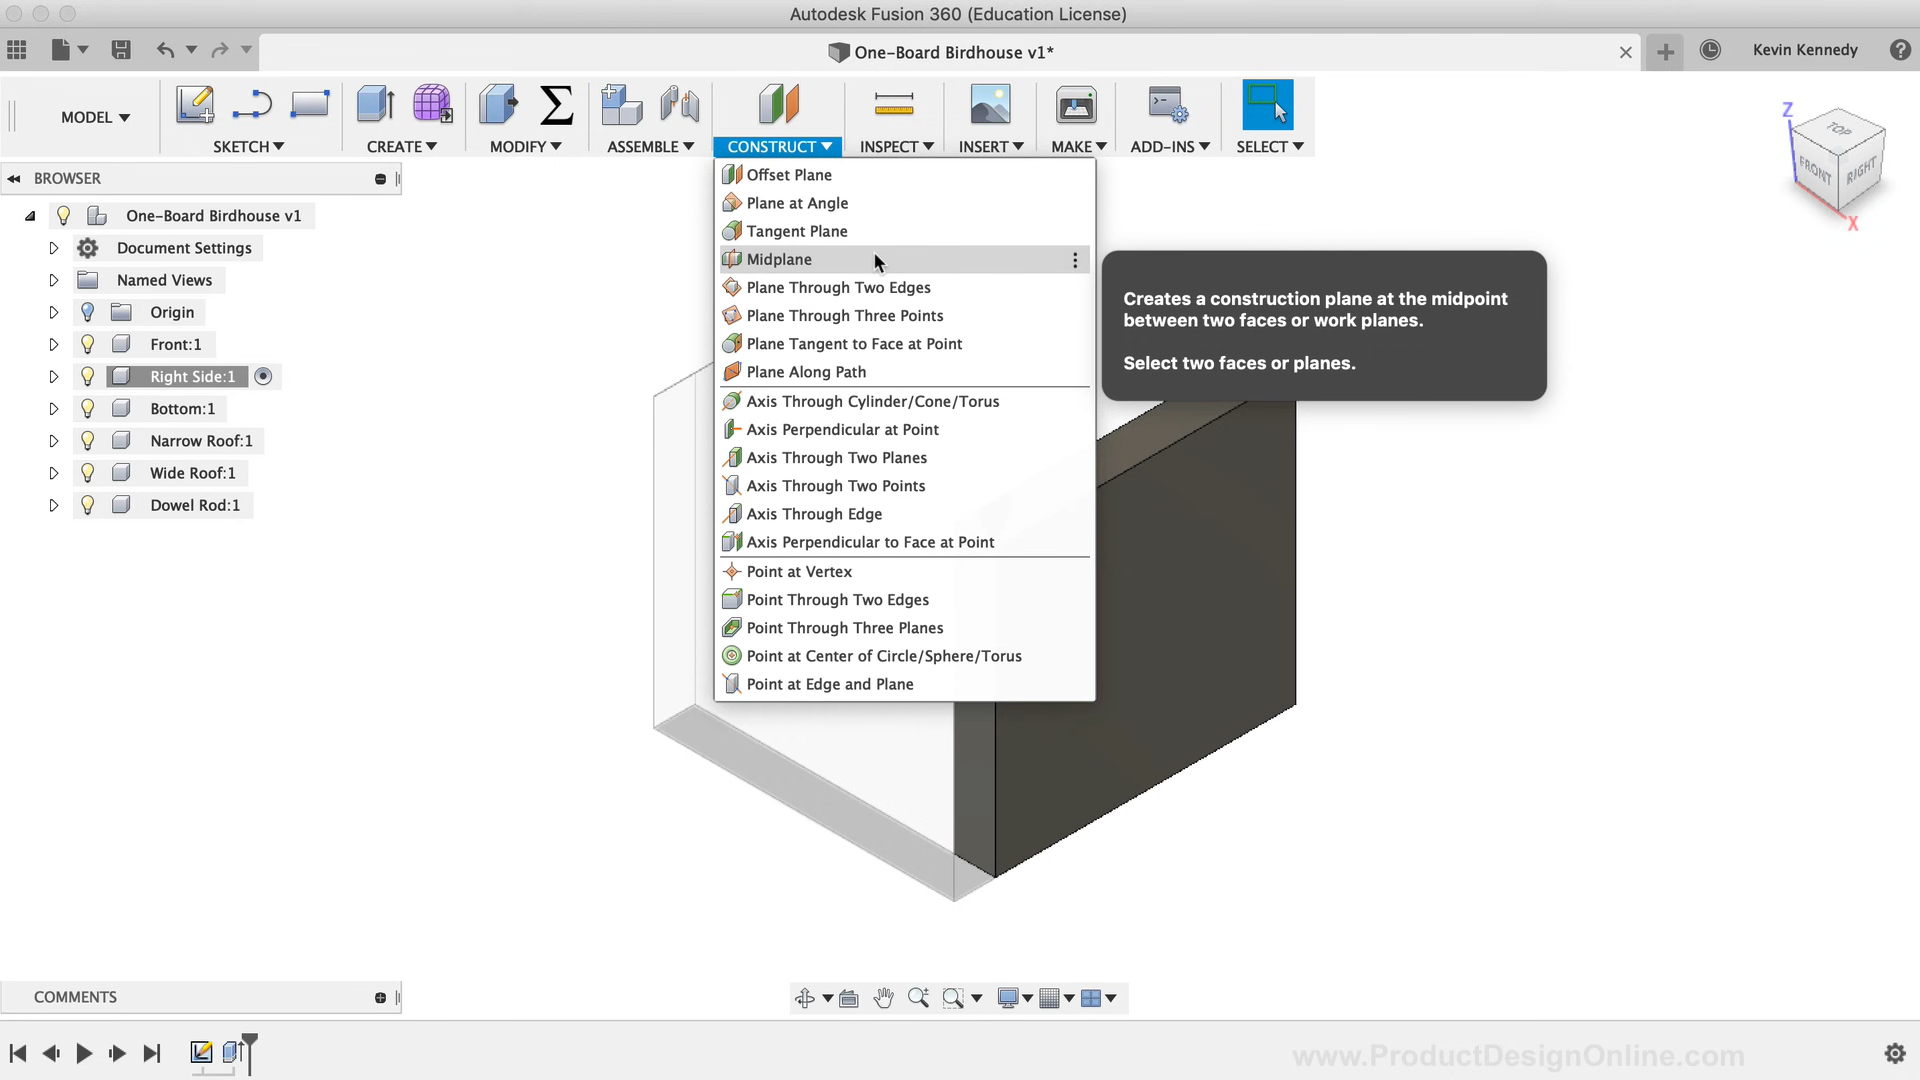 Autodesk Fusion 360 (Education License)
One-Board Birdhouse v1*
Kevin Kennedy
MODEL
SKETCH
CREATE
MODIFY
ASSEMBLE
CONSTRUCT
INSPECT
INSERT
MAKE
ADD-INS
SELECT
Z
TOP
FRONT
RIGHT
X
BROWSER
One-Board Birdhouse v1
Document Settings
Named Views
Origin
Front:1
Right Side:1
Bottom:1
Narrow Roof:1
Wide Roof:1
Dowel Rod:1
Offset Plane
Plane at Angle
Tangent Plane
Midplane
Plane Through Two Edges
Plane Through Three Points
Plane Tangent to Face at Point
Plane Along Path
Axis Through Cylinder/Cone/Torus
Axis Perpendicular at Point
Axis Through Two Planes
Axis Through Two Points
Axis Through Edge
Axis Perpendicular to Face at Point
Point at Vertex
Point Through Two Edges
Point Through Three Planes
Point at Center of Circle/Sphere/Torus
Point at Edge and Plane
Creates a construction plane at the midpoint
between two faces or work planes.
Select two faces or planes.
COMMENTS
www.ProductDesignOnline.com